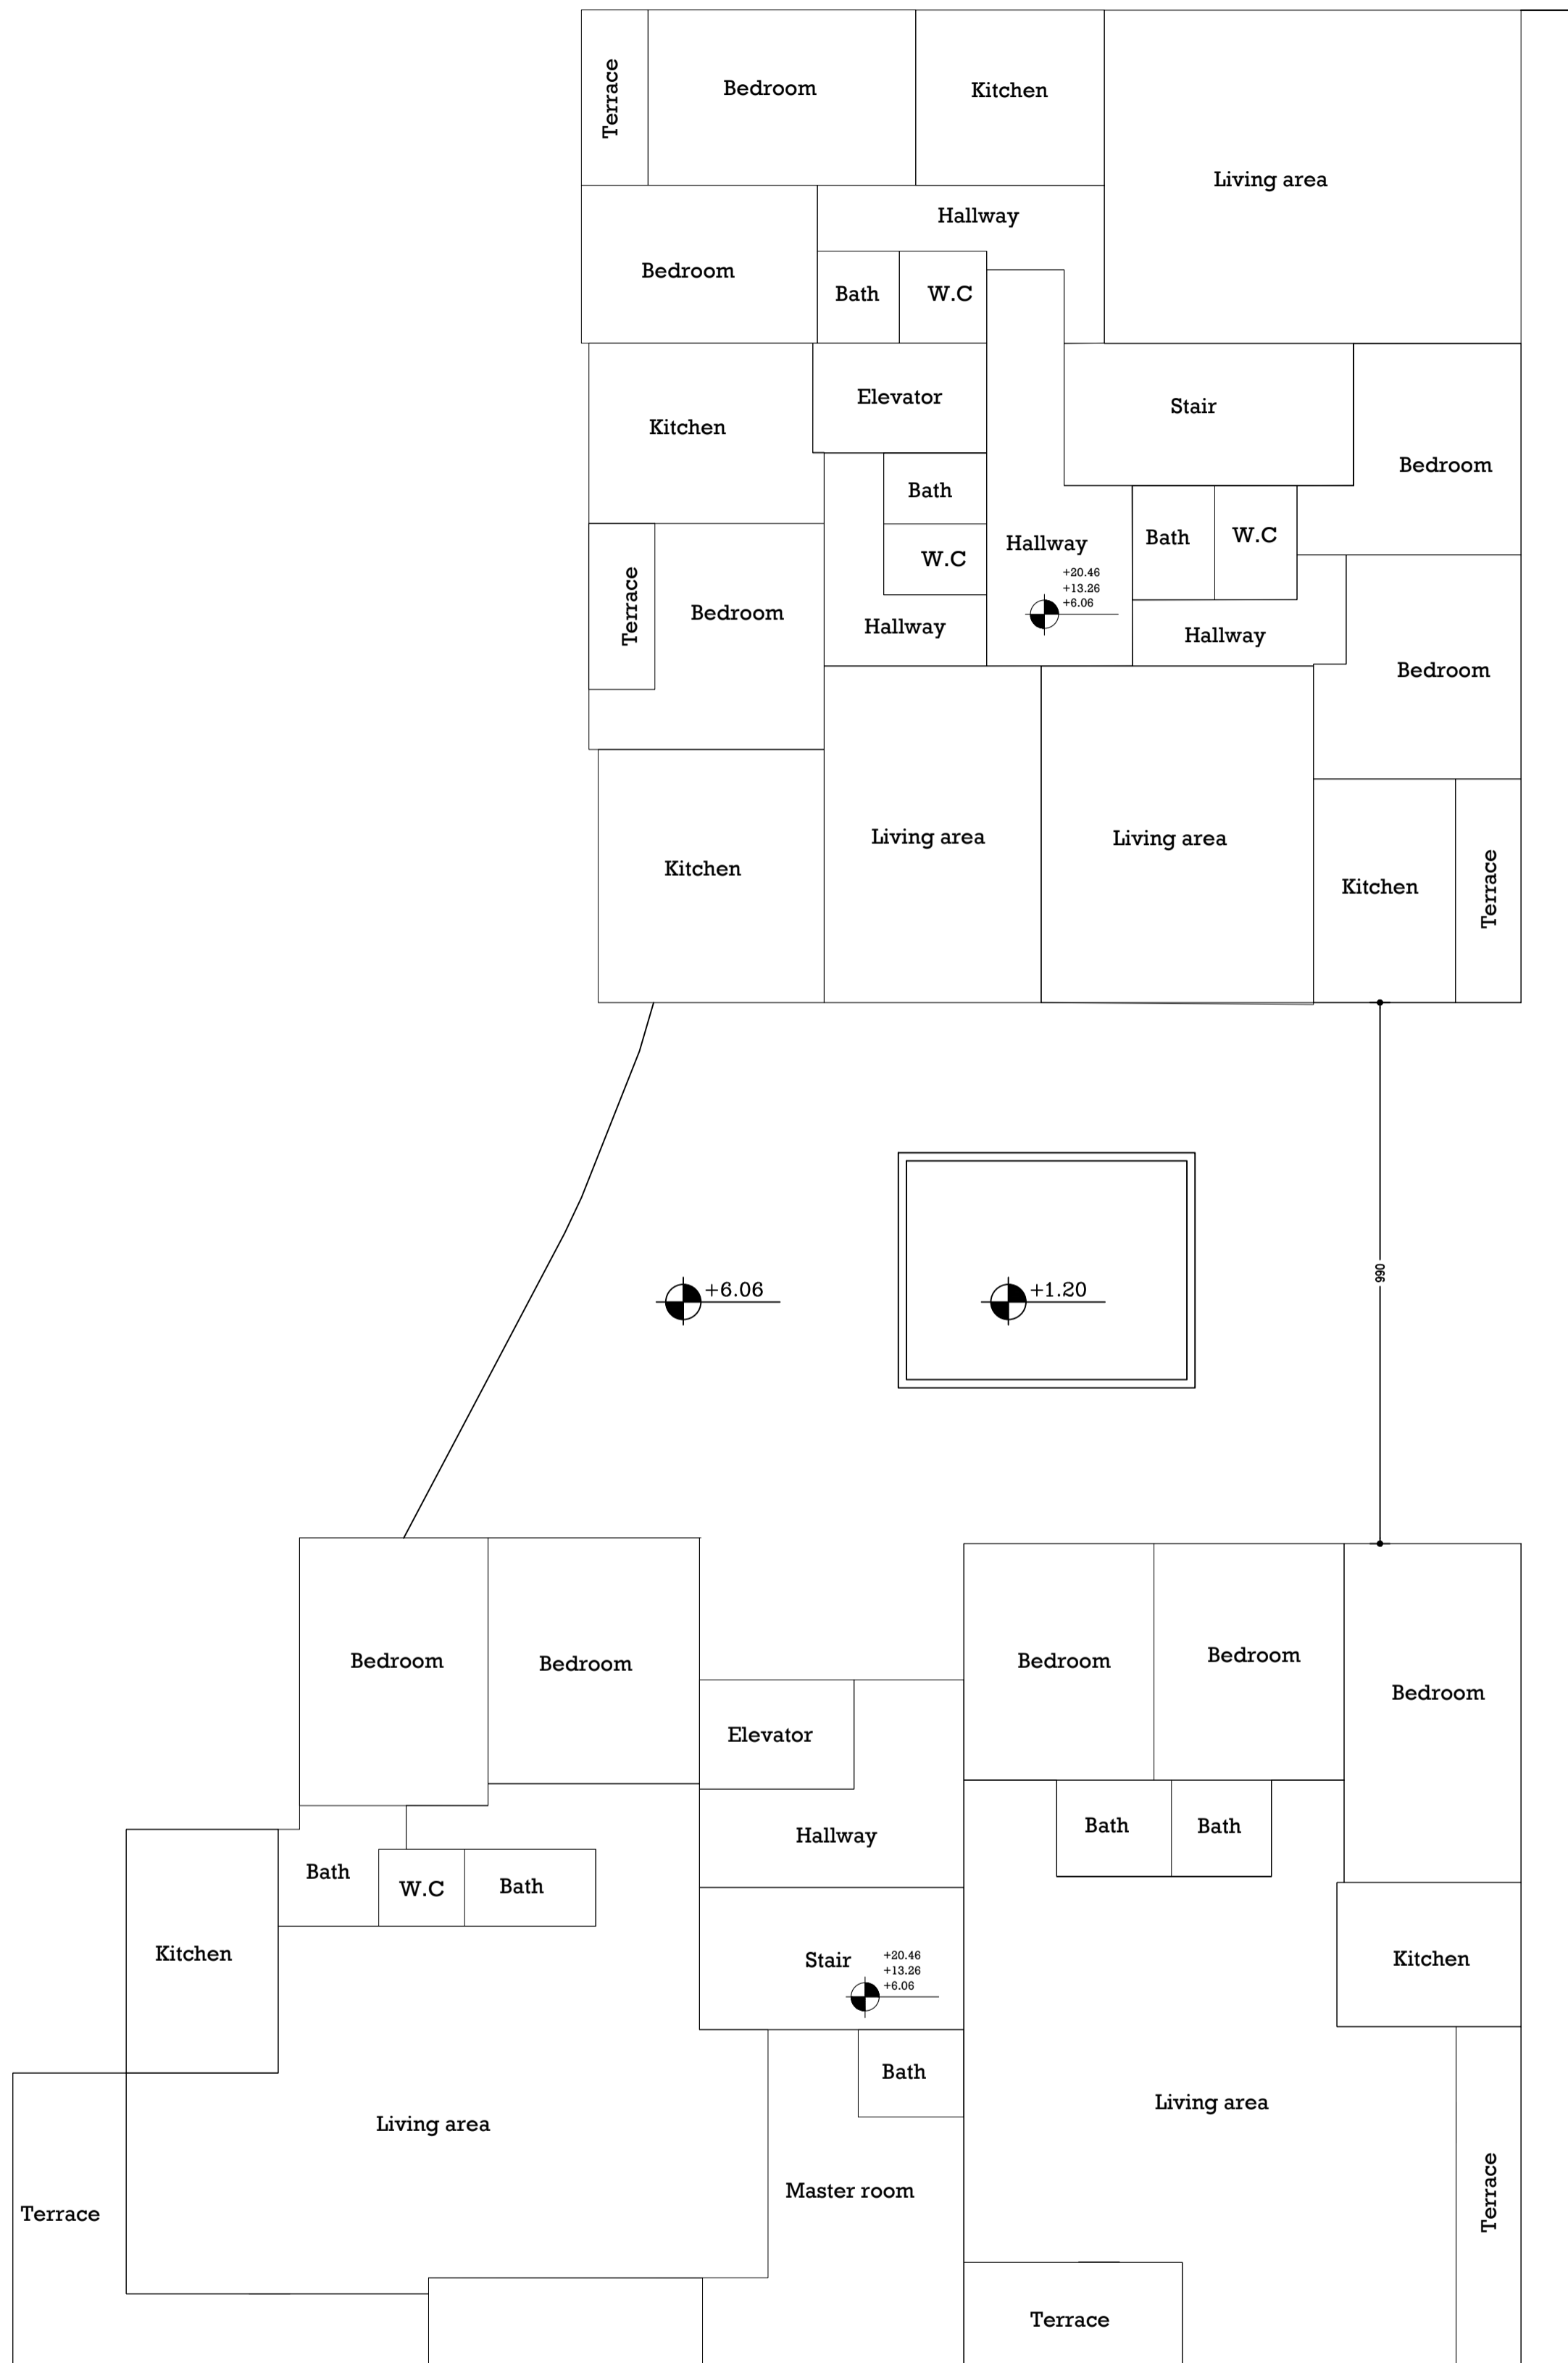 Terrace
Bedroom
Kitchen
Living area
Hallway
Bedroom
Bath
W.C
Elevator
Stair
Kitchen
Bedroom
Bath
W.C
Hallway
+20.46
+13.26
+6.06
Bath
W.C
Terrace
Bedroom
Hallway
Hallway
Bedroom
Kitchen
Living area
Living area
Kitchen
Terrace
+6.06
+1.20
990
Bedroom
Bedroom
Bedroom
Bedroom
Bedroom
Elevator
Hallway
Bath
Bath
Bath
W.C
Bath
Kitchen
Stair
+20.46
+13.26
+6.06
Kitchen
Bath
Living area
Living area
Master room
Terrace
Terrace
Terrace